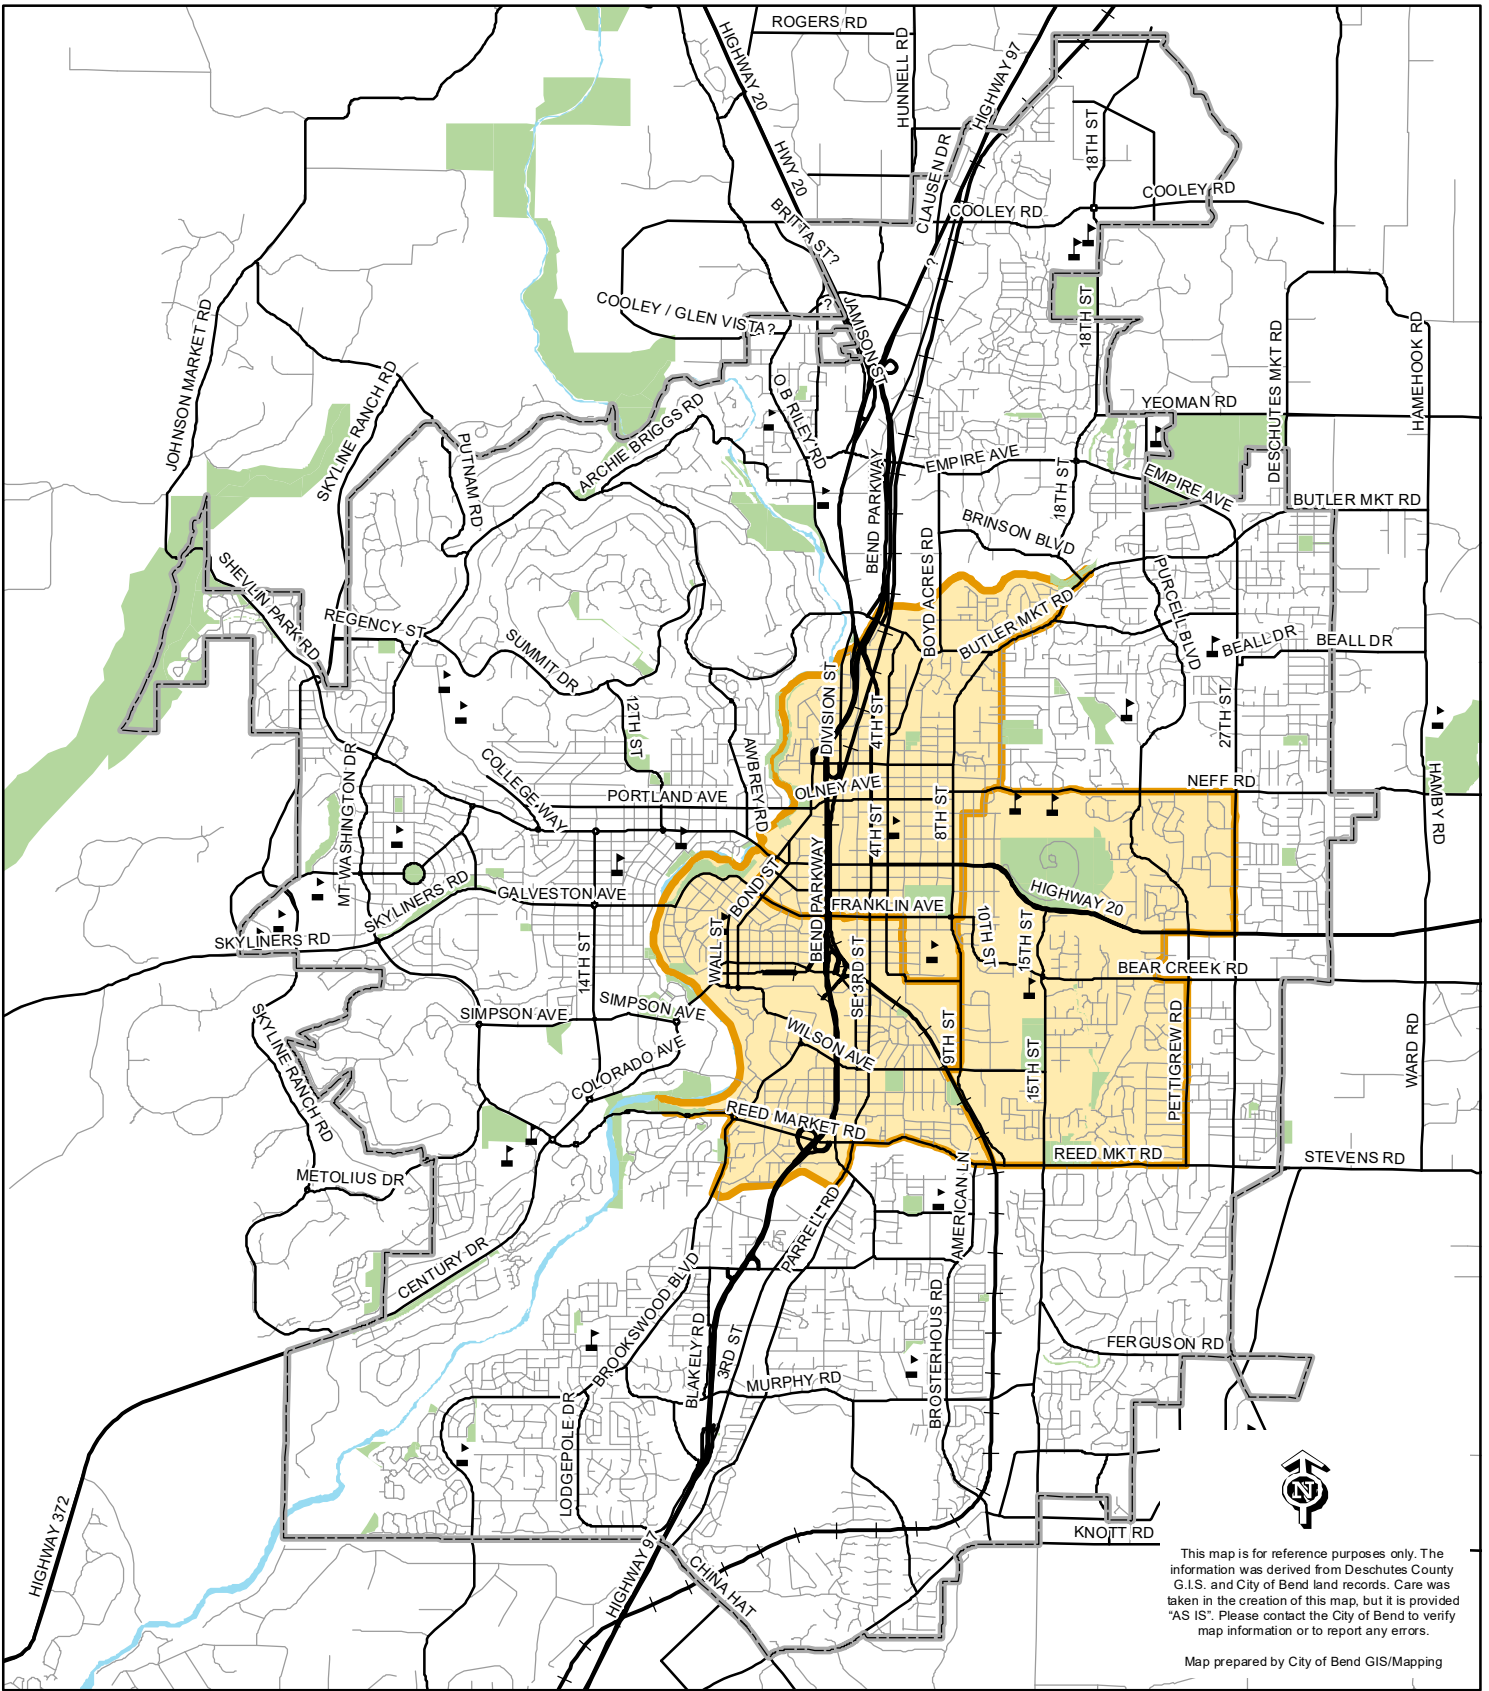 ROGERS RD
HIGHWAY 20
HUNNELL RD
HIGHWAY 97
18TH ST
HWY 20
CLAUSEN DR
COOLEY RD
COOLEY RD
BRITTA ST?
?
COOLEY / GLEN VISTA?
?
JAMISON ST
18TH ST
JOHNSON MARKET RD
DESCHUTES MKT RD
HAMEHOOK RD
SKYLINE RANCH RD
O B RILEY RD
YEOMAN RD
PUTNAM RD
ARCHIE BRIGGS RD
BEND PARKWAY
EMPIRE AVE
18TH ST
EMPIRE AVE
BUTLER MKT RD
BRINSON BLVD
BOYD ACRES RD
SHEVLIN PARK RD
REGENCY ST
SUMMIT DR
BUTLER MKT RD
PURCELL BLVD
BEALL DR
BEALL DR
12TH ST
DIVISION ST
4TH ST
27TH ST
MT WASHINGTON DR
COLLEGE WAY
AWBREY RD
PORTLAND AVE
OLNEY AVE
NEFF RD
HAMBY RD
4TH ST
8TH ST
BEND PARKWAY
SKYLINERS RD
GALVESTON AVE
BOND ST
FRANKLIN AVE
HIGHWAY 20
SKYLINERS RD
WALL ST
10TH ST
15TH ST
14TH ST
SE 3RD ST
BEAR CREEK RD
SKYLINE RANCH RD
SIMPSON AVE
SIMPSON AVE
WILSON AVE
9TH ST
15TH ST
PETTIGREW RD
WARD RD
COLORADO AVE
REED MARKET RD
REED MKT RD
STEVENS RD
METOLIUS DR
AMERICAN LN
PARRELL RD
CENTURY DR
BROOKSWOOD BLVD
BLAKELY RD
3RD ST
BROSTERHOUS RD
FERGUSON RD
MURPHY RD
LODGEPOLE DR
HIGHWAY 372
N
KNOTT RD
HIGHWAY 97
CHINA HAT
This map is for reference purposes only. The
information was derived from Deschutes County
G.I.S. and City of Bend land records. Care was
taken in the creation of this map, but it is provided
"AS IS". Please contact the City of Bend to verify
map information or to report any errors.
Map prepared by City of Bend GIS/Mapping